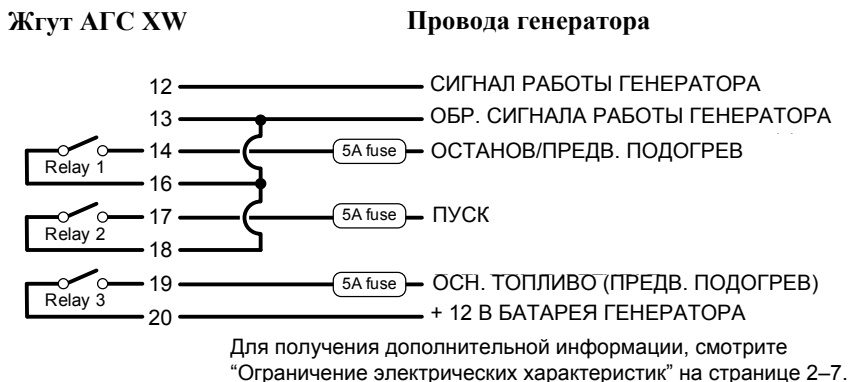 Жгут АГС XW Провода генератора
12 СИГНАЛ РАБОТЫ ГЕНЕРАТОРА
13 ОБР. СИГНАЛА РАБОТЫ ГЕНЕРАТОРА
14 5A fuse ОСТАНОВ/ПРЕДВ. ПОДОГРЕВ
Relay 1
16
17 5A fuse ПУСК
Relay 2
18
19 5A fuse ОСН. ТОПЛИВО (ПРЕДВ. ПОДОГРЕВ)
Relay 3
20 + 12 В БАТАРЕЯ ГЕНЕРАТОРА
Для получения дополнительной информации, смотрите
“Ограничение электрических характеристик” на странице 2–7.